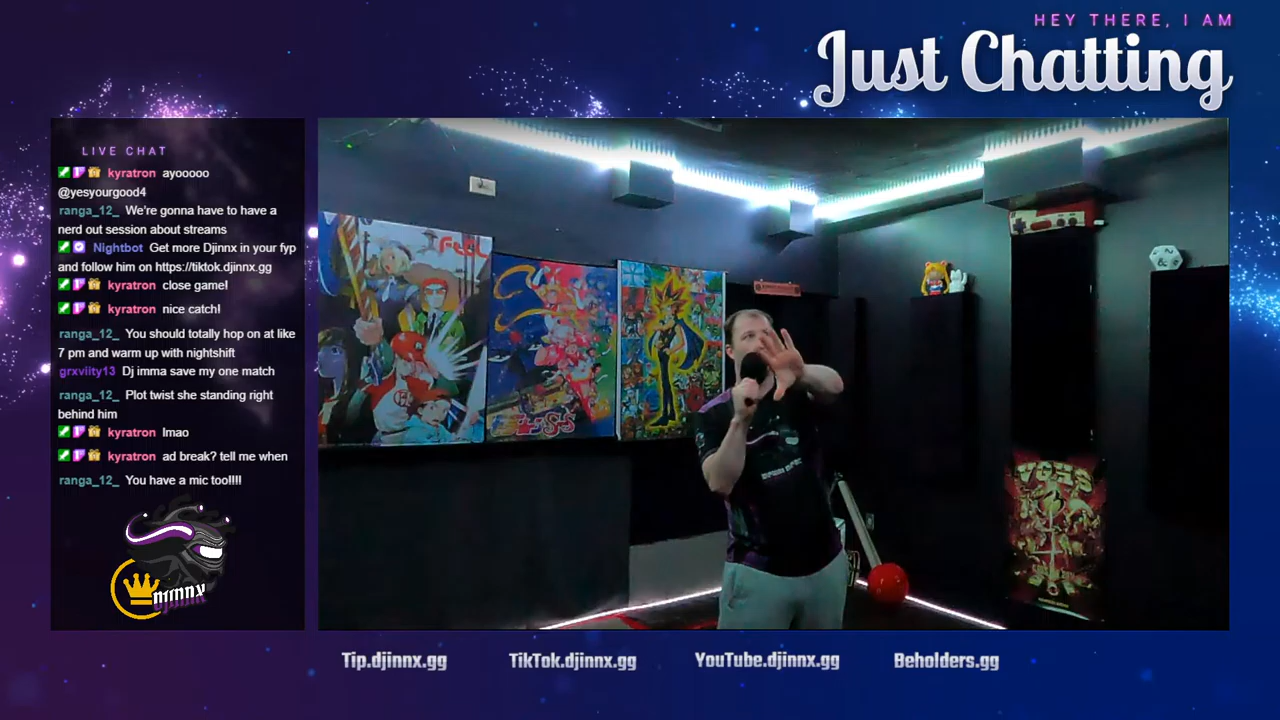 HEY THERE, I AM
Just Chatting
LIVE CHAT
kyratron ayooooo
@yesyourgood4
ranga_12_ We're gonna have to have a
nerd out session about streams
Nightbot Get more Djinnx in your fyp
and follow him on https://tiktok.djinnx.gg
kyratron close game!
kyratron nice catch!
ranga_12_ You should totally hop on at like
7 pm and warm up with nightshift
grxviity13 Dj imma save my one match
ranga_12_ Plot twist she standing right
behind him
kyratron lmao
kyratron ad break? tell me when
ranga_12_ You have a mic too!!!!
DJINNX
FLCL
VGHS
Tip.djinnx.gg
TikTok.djinnx.gg
YouTube.djinnx.gg
Beholders.gg